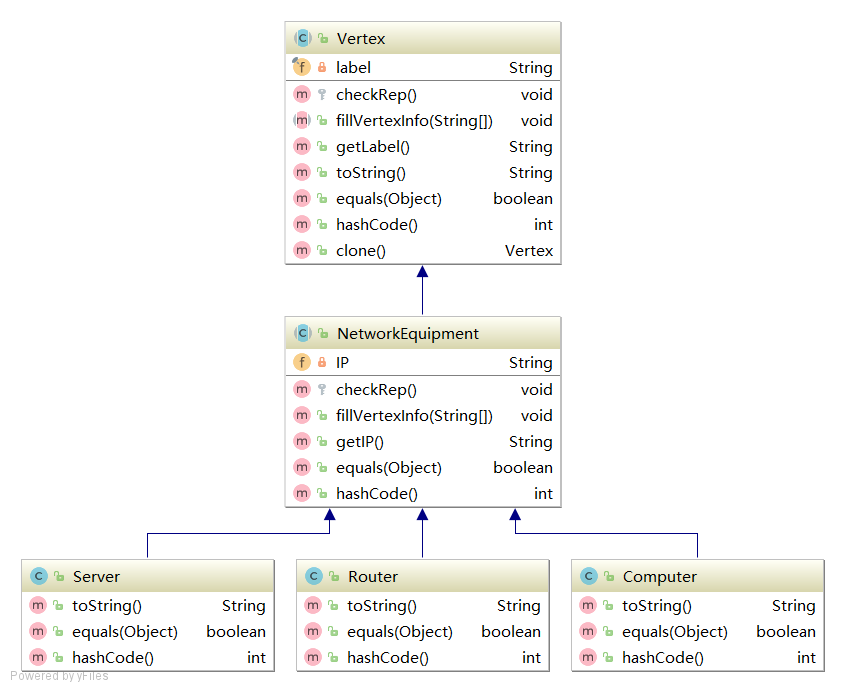 Vertex
label String
checkRep() void
fillVertexInfo(String[]) void
getLabel() String
toString() String
equals(Object) boolean
hashCode() int
clone() Vertex
NetworkEquipment
IP String
checkRep() void
fillVertexInfo(String[]) void
getIP() String
equals(Object) boolean
hashCode() int
Server
toString() String
equals(Object) boolean
hashCode() int
Router
toString() String
equals(Object) boolean
hashCode() int
Computer
toString() String
equals(Object) boolean
hashCode() int
Powered by yFiles